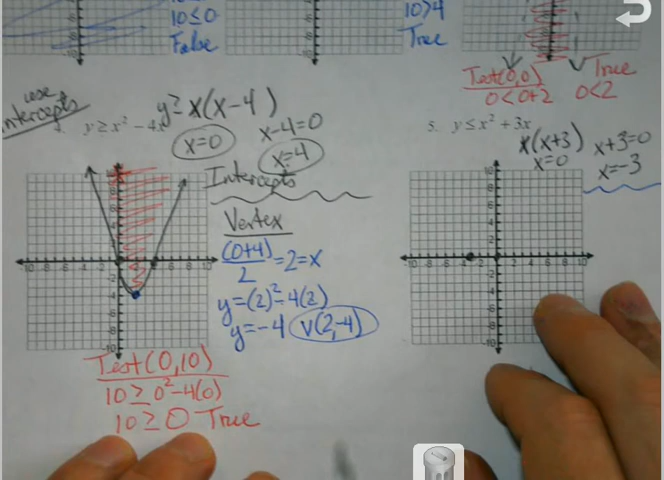 10 ≤ 0
False
10 > 4
True
Test (0,0)
0 < 0+2
True
0 < 2
use
Intercepts
y ≥ x(x-4)
4. y ≥ x² - 4x
x=0
x-4=0
x=4
Intercepts
Vertex
(0+4)/2 = 2 = x
y = (2)² - 4(2)
y = -4 V(2,-4)
Test (0,10)
10 ≥ 0² - 4(0)
10 ≥ 0 True
5. y ≤ x² + 3x
x(x+3)
x=0
x+3=0
x=-3